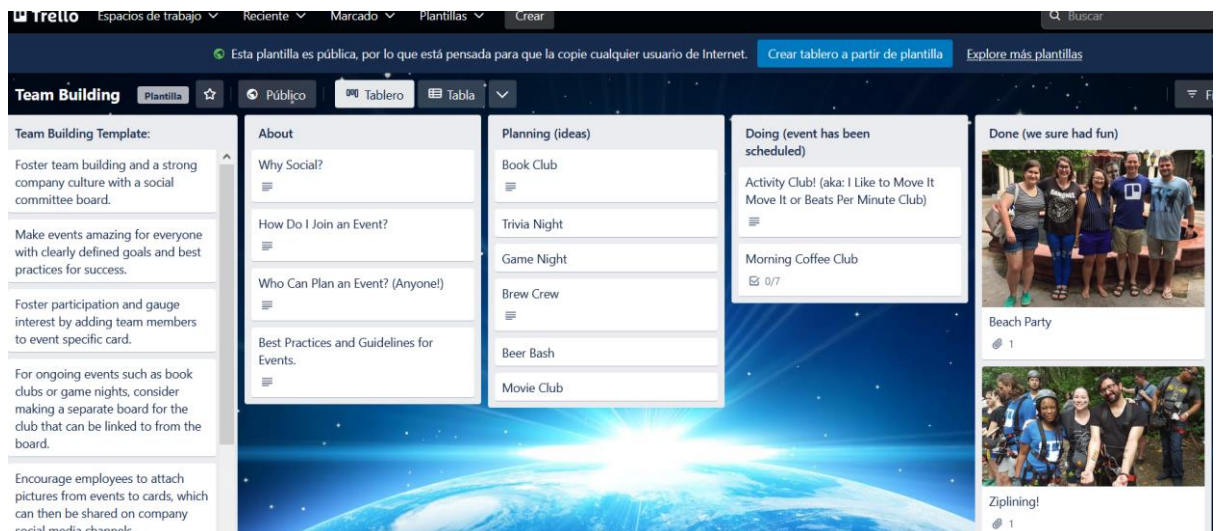 Trello Espacios de trabajo Reciente Marcado Plantillas Crear Buscar
Esta plantilla es pública, por lo que está pensada para que la copie cualquier usuario de Internet. Crear tablero a partir de plantilla Explore más plantillas
Team Building Plantilla Público Tablero Tabla
Team Building Template:
Foster team building and a strong
company culture with a social
committee board.
Make events amazing for everyone
with clearly defined goals and best
practices for success.
Foster participation and gauge
interest by adding team members
to event specific card.
For ongoing events such as book
clubs or game nights, consider
making a separate board for the
club that can be linked to from the
board.
Encourage employees to attach
pictures from events to cards, which
can then be shared on company
social media channels.
About
Why Social?
How Do I Join an Event?
Who Can Plan an Event? (Anyone!)
Best Practices and Guidelines for
Events.
Planning (ideas)
Book Club
Trivia Night
Game Night
Brew Crew
Beer Bash
Movie Club
Doing (event has been
scheduled)
Activity Club! (aka: I Like to Move It
Move It or Beats Per Minute Club)
Morning Coffee Club
0/7
Done (we sure had fun)
Beach Party
1
Ziplining!
1